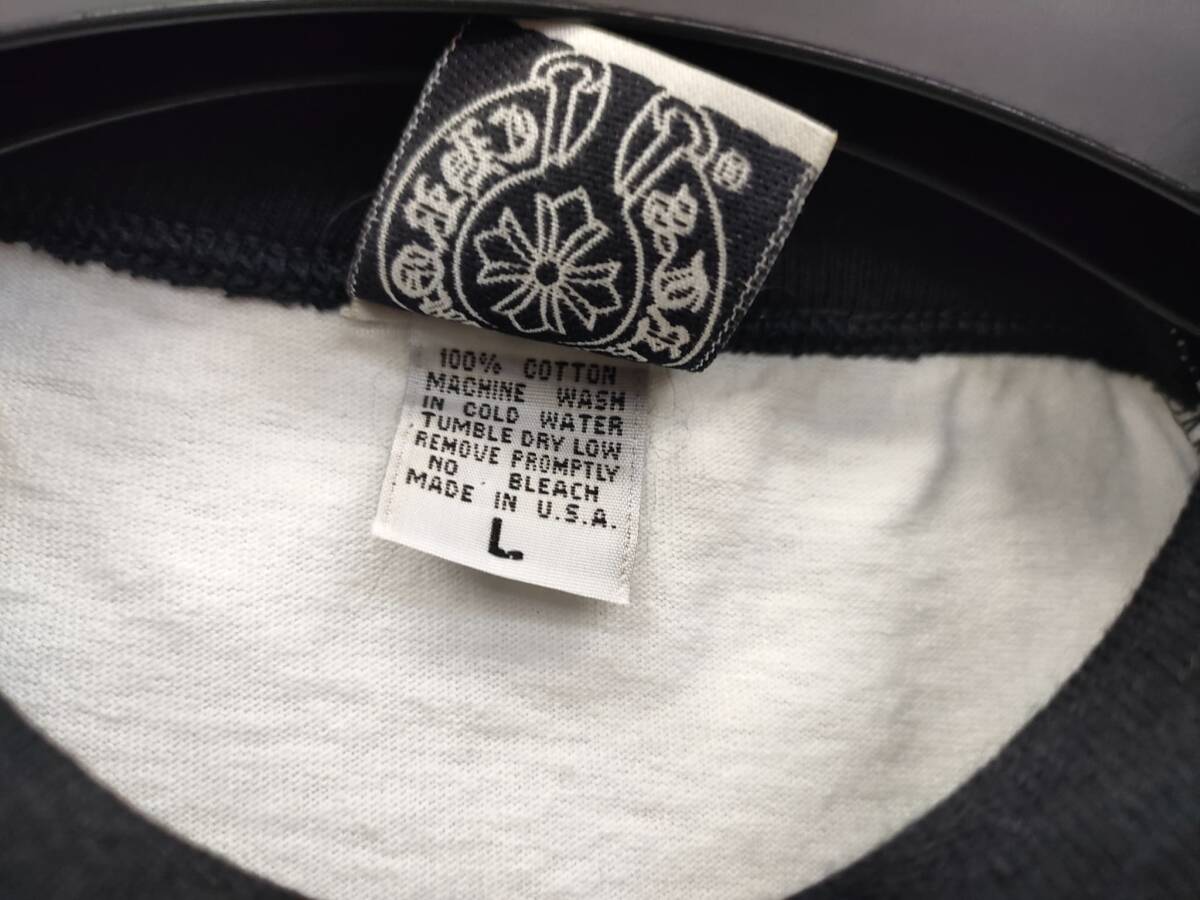 ®
100% COTTON
MACHINE WASH
IN COLD WATER
TUMBLE DRY LOW
REMOVE PROMPTLY
NO BLEACH
MADE IN U.S.A.
L